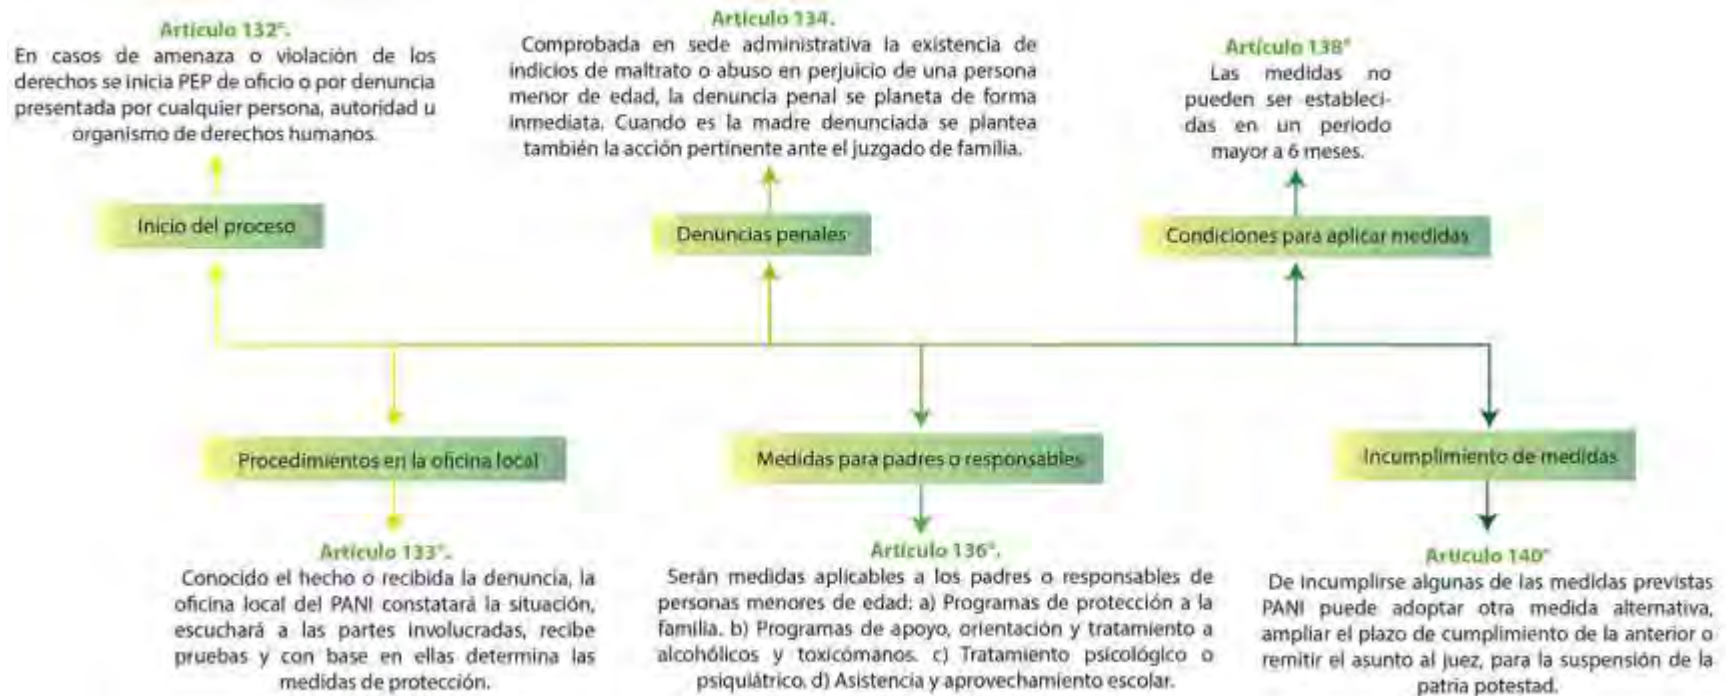 Artículo 132°.
En casos de amenaza o violación de los
derechos se inicia PEP de oficio o por denuncia
presentada por cualquier persona, autoridad u
organismo de derechos humanos.
Inicio del proceso
Artículo 134.
Comprobada en sede administrativa la existencia de
indicios de maltrato o abuso en perjuicio de una persona
menor de edad, la denuncia penal se planeta de forma
inmediata. Cuando es la madre denunciada se plantea
también la acción pertinente ante el juzgado de família.
Denuncias penales
Artículo 138°
Las medidas no
pueden ser estableci-
das en un periodo
mayor a 6 meses.
Condiciones para aplicar medidas
Procedimientos en la oficina local
Artículo 133°.
Conocido el hecho o recibida la denuncia, la
oficina local del PANI constatará la situación,
escuchará a las partes involucradas, recibe
pruebas y con base en ellas determina las
medidas de protección.
Medidas para padres o responsables
Artículo 136°.
Serán medidas aplicables a los padres o responsables de
personas menores de edad: a) Programas de protección a la
familia. b) Programas de apoyo, orientación y tratamiento a
alcohólicos y toxicómanos. c) Tratamiento psicológico o
psiquiátrico. d) Asistencia y aprovechamiento escolar.
Incumplimiento de medidas
Artículo 140°
De incumplirse algunas de las medidas previstas
PANI puede adoptar otra medida alternativa,
ampliar el plazo de cumplimiento de la anterior o
remitir el asunto al juez, para la suspensión de la
patria potestad.